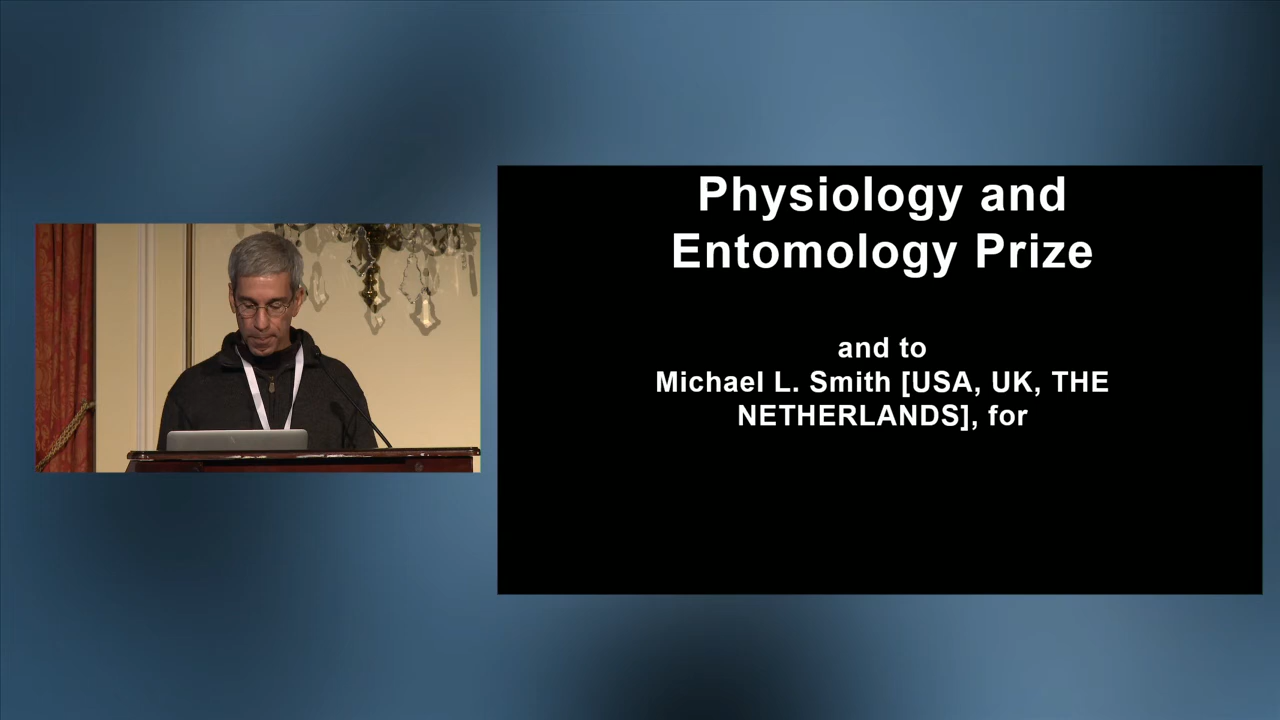 Physiology and
Entomology Prize
and to
Michael L. Smith [USA, UK, THE
NETHERLANDS], for